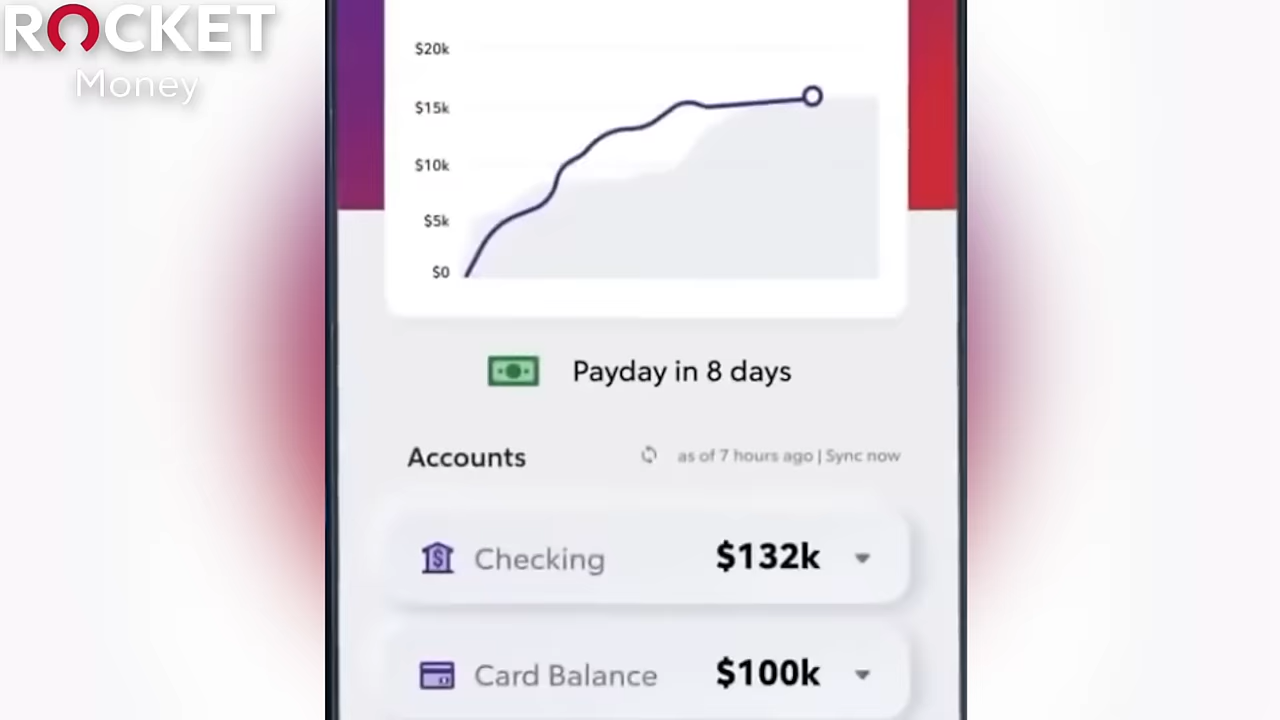 ROCKET
Money
$20k
$15k
$10k
$5k
$0
Payday in 8 days
Accounts as of 7 hours ago | Sync now
Checking $132k
Card Balance $100k